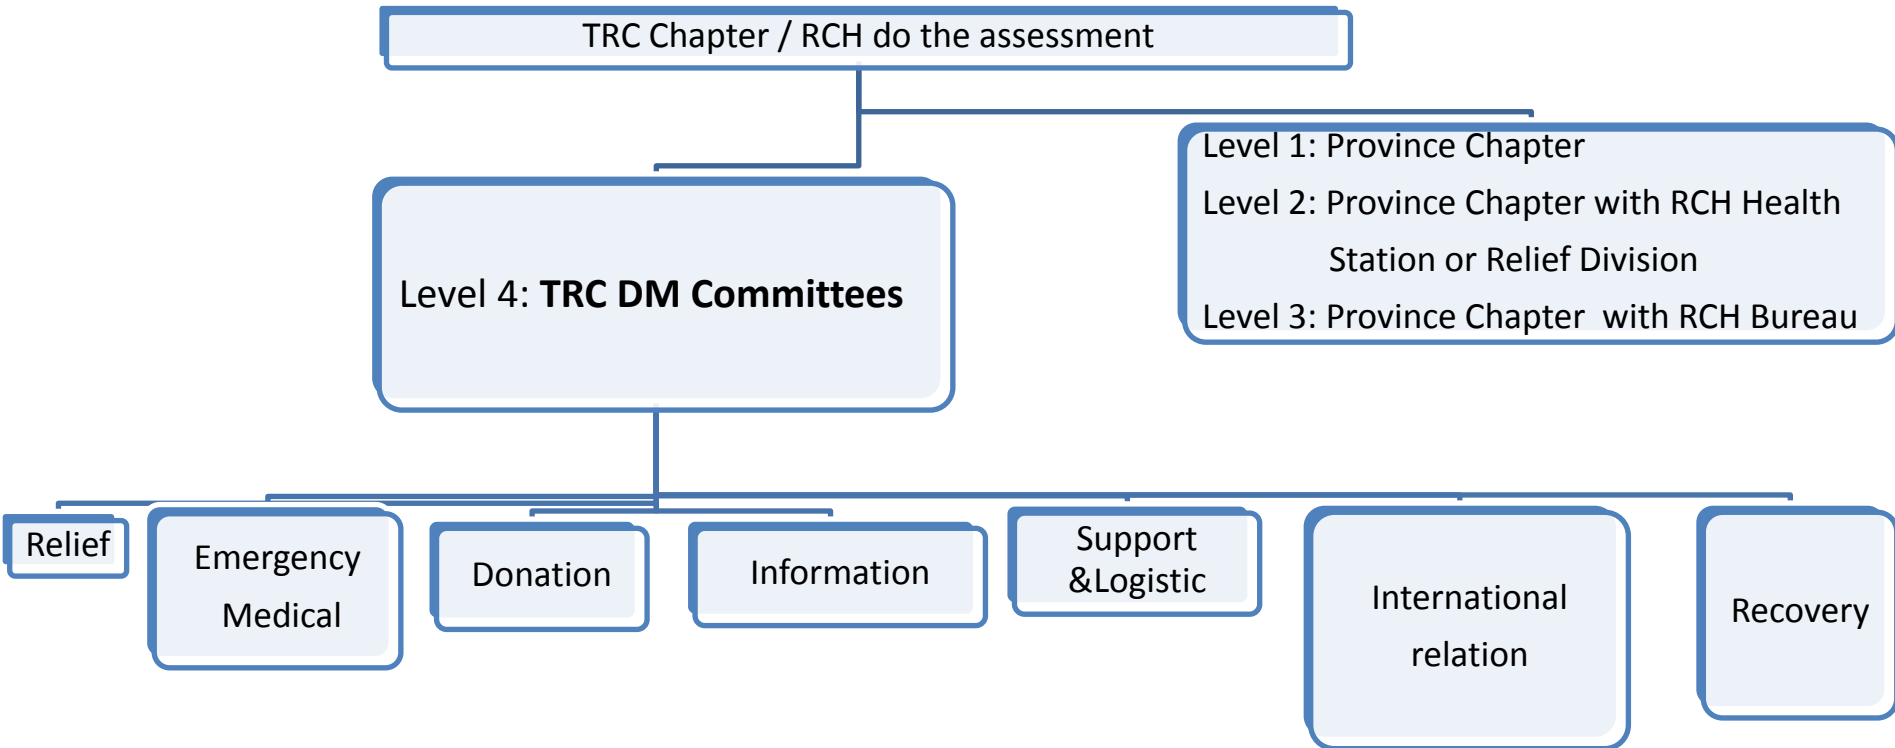 TRC Chapter / RCH do the assessment
Level 1: Province Chapter
Level 2: Province Chapter with RCH Health
Station or Relief Division
Level 3: Province Chapter with RCH Bureau
Level 4: TRC DM Committees
Relief
Emergency
Medical
Donation
Information
Support
&Logistic
International
relation
Recovery